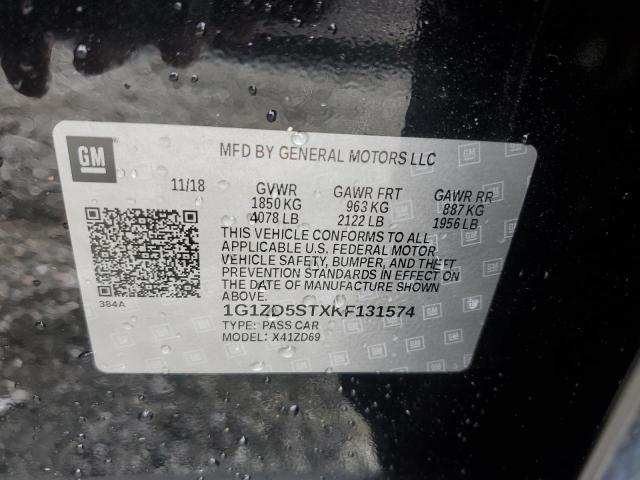 GM
MFD BY GENERAL MOTORS LLC
11/18 GVWR GAWR FRT GAWR RR
1850 KG 963 KG 887 KG
4078 LB 2122 LB 1956 LB
THIS VEHICLE CONFORMS TO ALL
APPLICABLE U.S. FEDERAL MOTOR
VEHICLE SAFETY, BUMPER, AND THEFT
PREVENTION STANDARDS IN EFFECT ON
THE DATE OF MANUFACTURE SHOWN
ABOVE.
384A
1G1ZD5STXKF131574
TYPE: PASS CAR
MODEL: X41ZD69